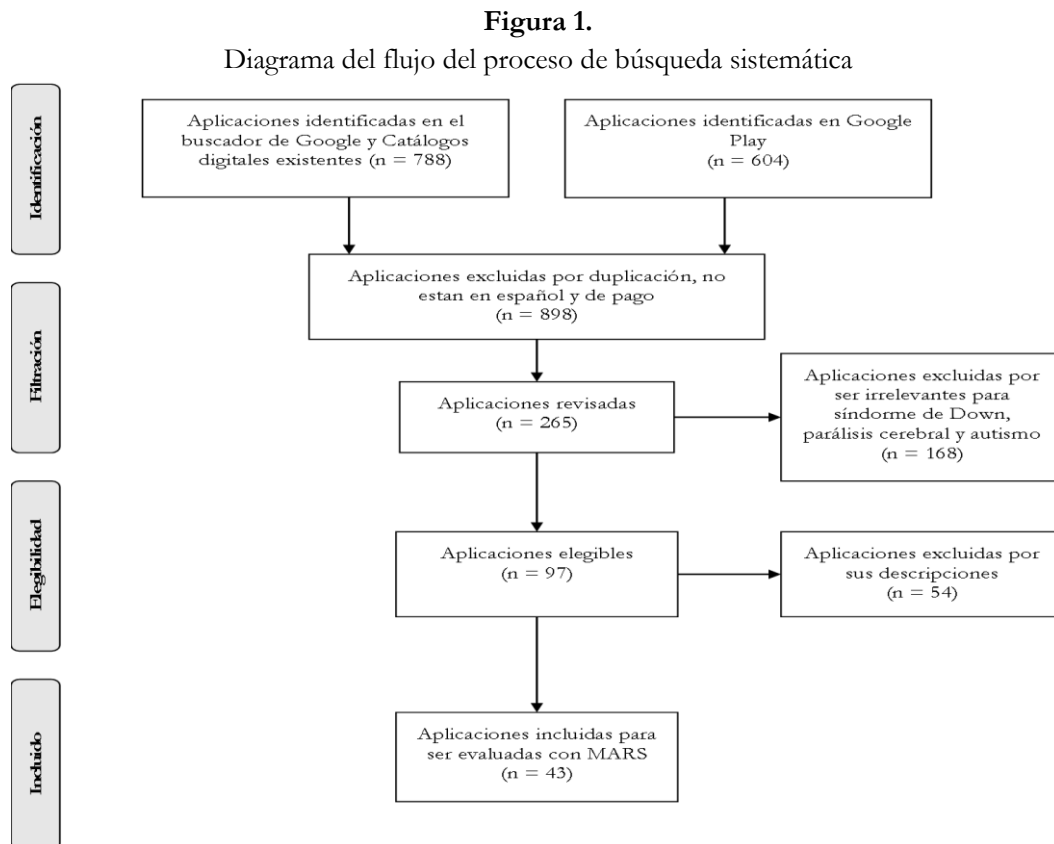 Figura 1.
Diagrama del flujo del proceso de búsqueda sistemática
Identificación
Aplicaciones identificadas en el
buscador de Google y Catálogos
digitales existentes (n = 788)
Aplicaciones identificadas en Google
Play
(n = 604)
Filtración
Aplicaciones excluidas por duplicación, no
estan en español y de pago
(n = 898)
Aplicaciones revisadas
(n = 265)
Aplicaciones excluidas por
ser irrelevantes para
síndorme de Down,
parálisis cerebral y autismo
(n = 168)
Elegibilidad
Aplicaciones elegibles
(n = 97)
Aplicaciones excluidas por
sus descripciones
(n = 54)
Incluido
Aplicaciones incluidas para
ser evaluadas con MARS
(n = 43)